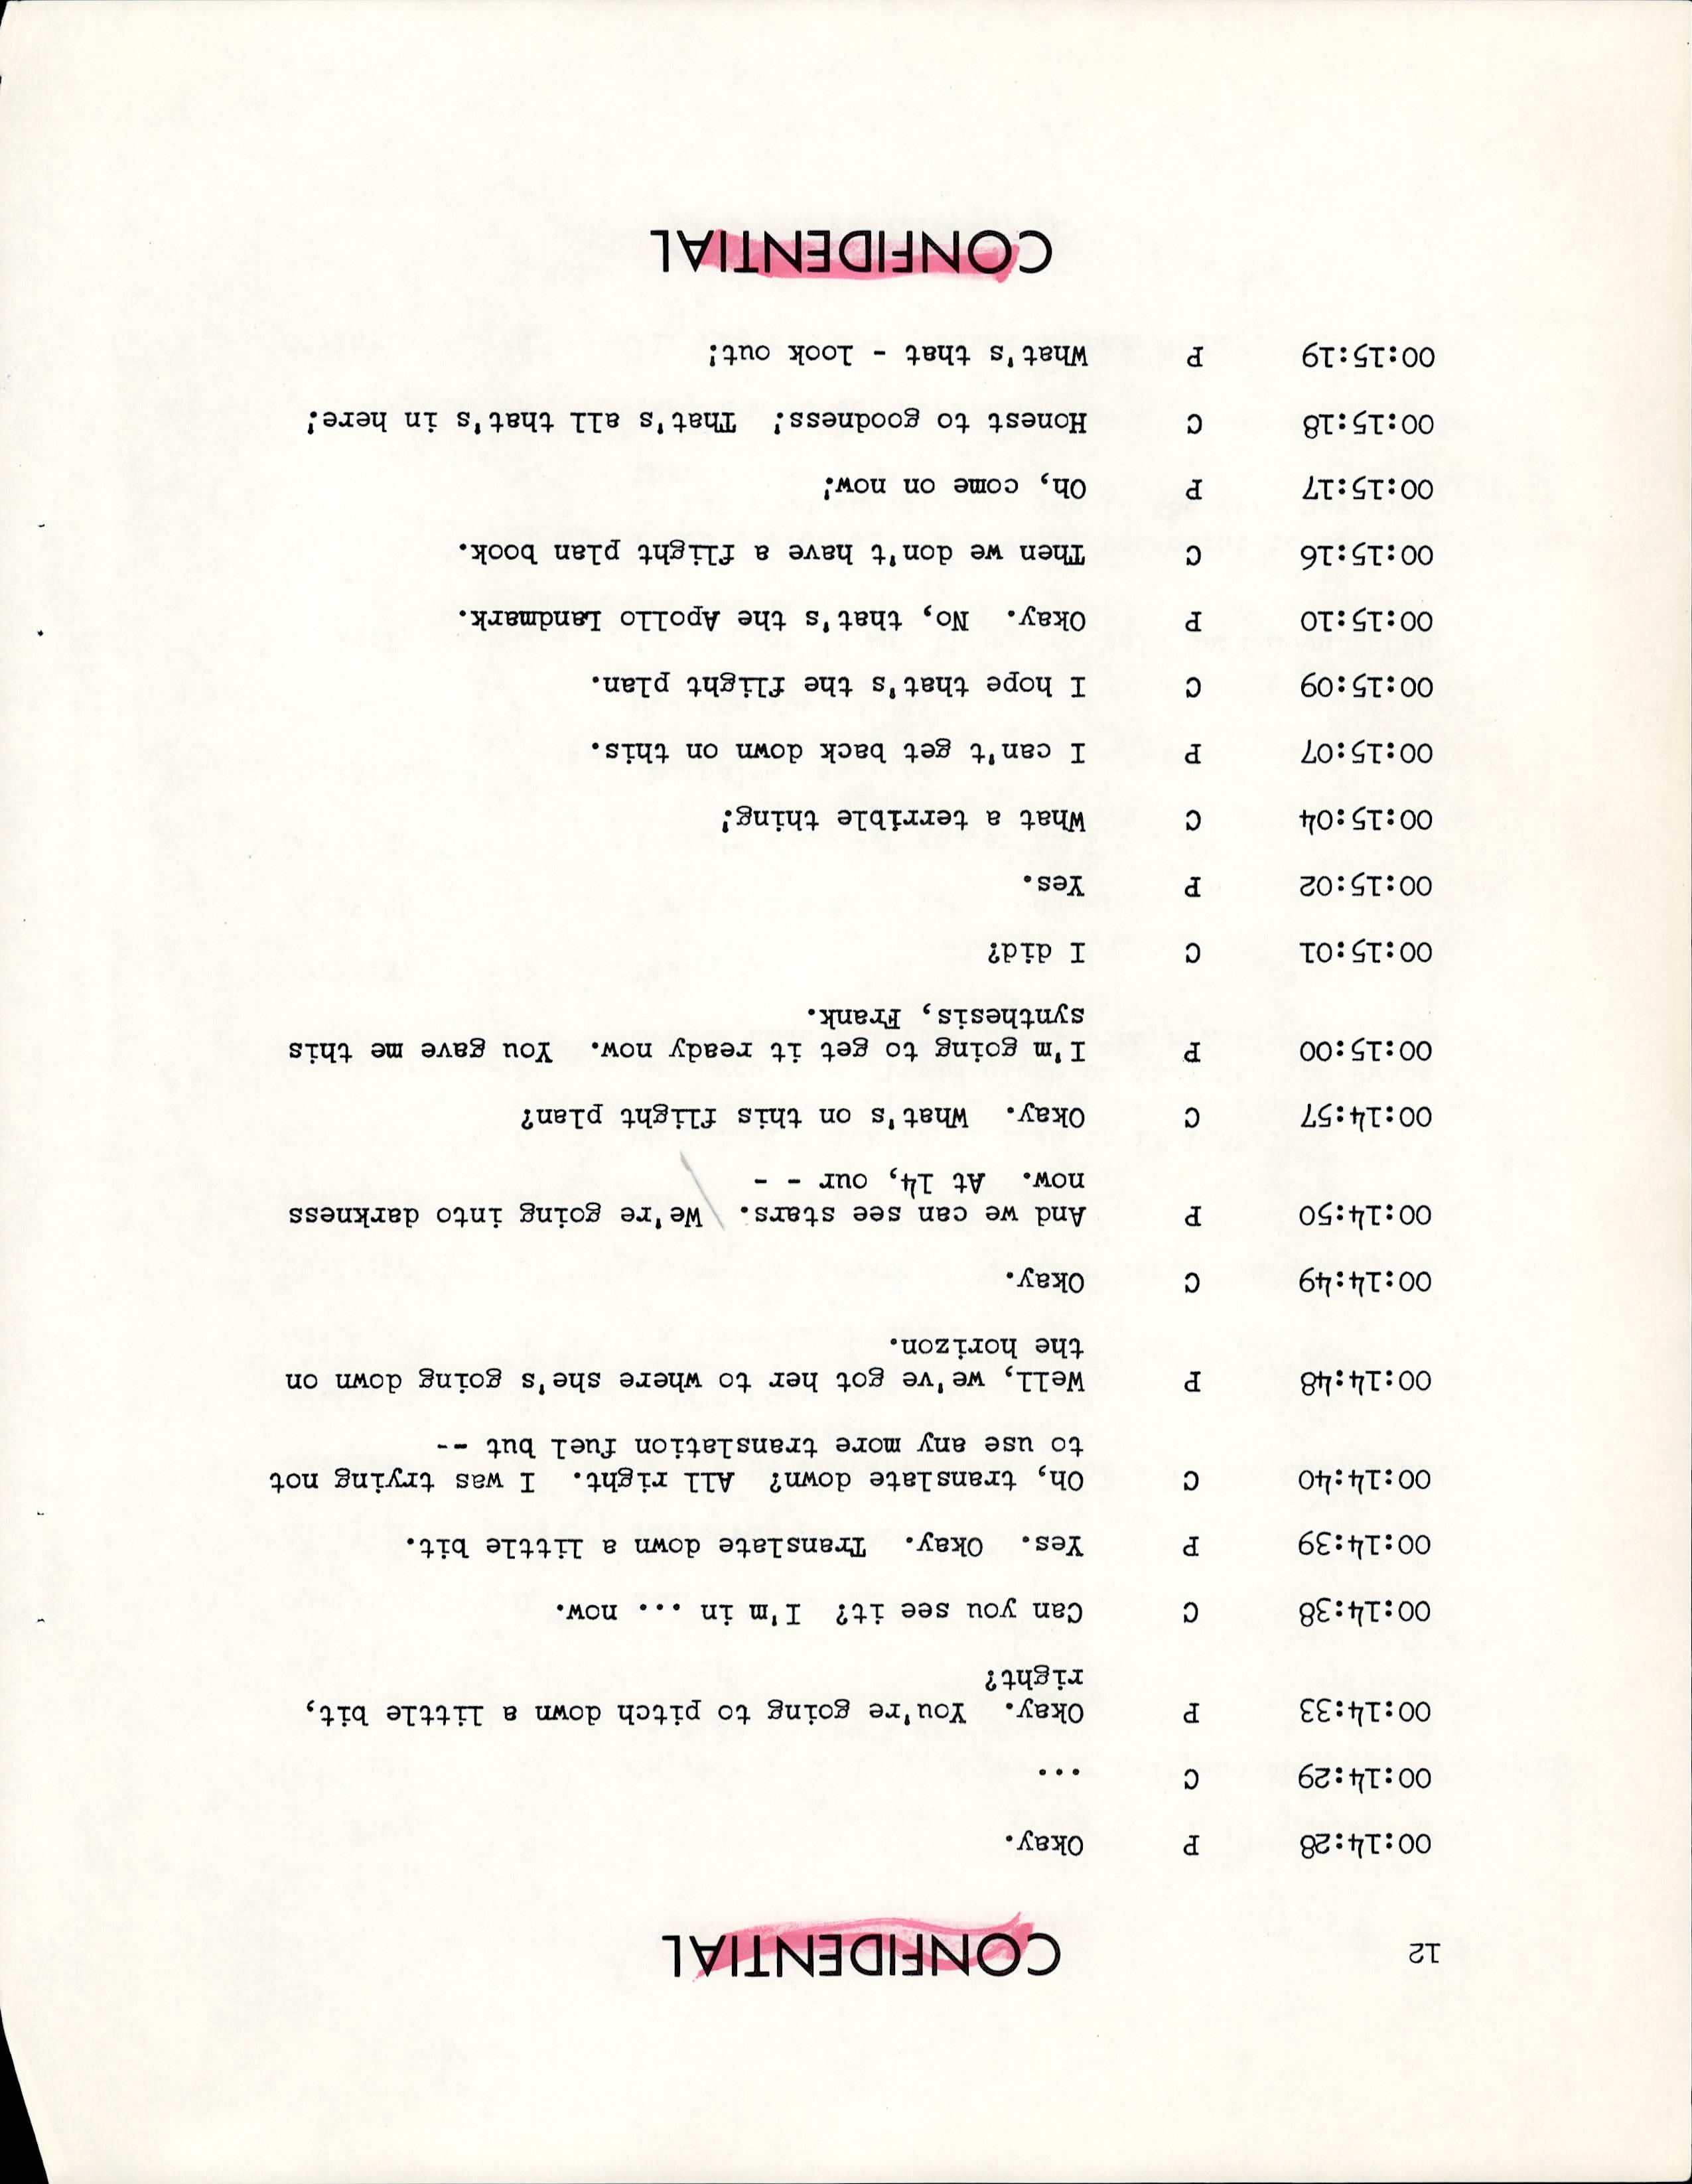 12
CONFIDENTIAL
00:14:28 P Okay.
00:14:29 C ...
00:14:33 P Okay. You're going to pitch down a little bit,
right?
00:14:38 C Can you see it? I'm in ... now.
00:14:39 P Yes. Okay. Translate down a little bit.
00:14:40 C Oh, translate down? All right. I was trying not
to use any more translation fuel but --
00:14:48 P Well, we've got her to where she's going down on
the horizon.
00:14:49 C Okay.
00:14:50 P And we can see stars. We're going into darkness
now. At 14, our - -
00:14:57 C Okay. What's on this flight plan?
00:15:00 P I'm going to get it ready now. You gave me this
synthesis, Frank.
00:15:01 C I did?
00:15:02 P Yes.
00:15:04 C What a terrible thing!
00:15:07 P I can't get back down on this.
00:15:09 C I hope that's the flight plan.
00:15:10 P Okay. No, that's the Apollo Landmark.
00:15:16 C Then we don't have a flight plan book.
00:15:17 P Oh, come on now!
00:15:18 C Honest to goodness! That's all that's in here!
00:15:19 P What's that - look out!
CONFIDENTIAL